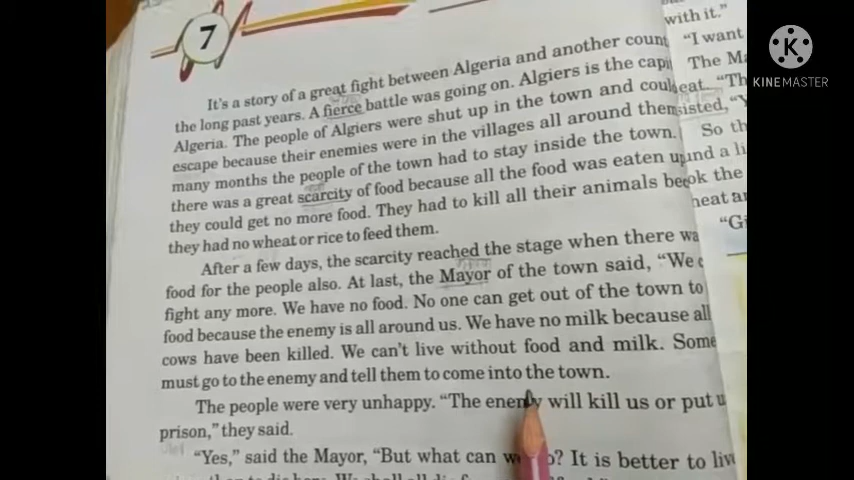 7
It's a story of a great fight between Algeria and another count
the long past years. A fierce battle was going on. Algiers is the capi
Algeria. The people of Algiers were shut up in the town and coul
escape because their enemies were in the villages all around them
many months the people of the town had to stay inside the town.
there was a great scarcity of food because all the food was eaten up
they could get no more food. They had to kill all their animals bec
they had no wheat or rice to feed them.
After a few days, the scarcity reached the stage when there wa
food for the people also. At last, the Mayor of the town said, "We c
fight any more. We have no food. No one can get out of the town to
food because the enemy is all around us. We have no milk because all
cows have been killed. We can't live without food and milk. Some
must go to the enemy and tell them to come into the town.
The people were very unhappy. "The enemy will kill us or put u
prison," they said.
"Yes," said the Mayor, "But what can we do? It is better to live
with it."
"I want
The Ma
eat. "Th
sisted, "Y
So th
und a li
ok the
heat an
"Gi
K
KINEMASTER